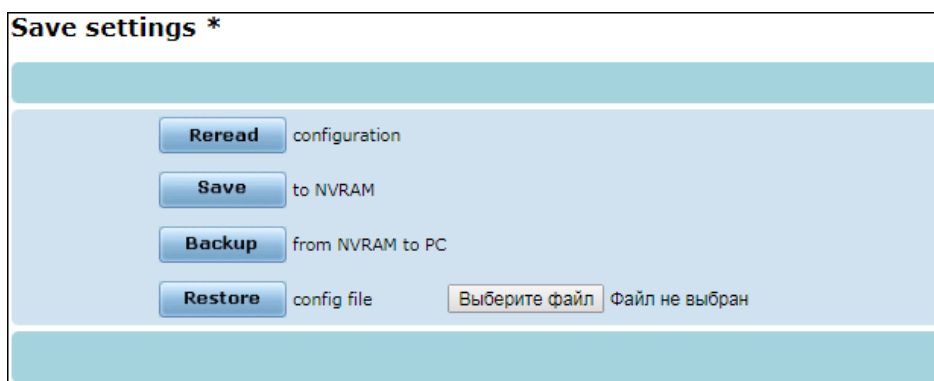 Save settings *
Reread configuration
Save to NVRAM
Backup from NVRAM to PC
Restore config file Выберите файл Файл не выбран